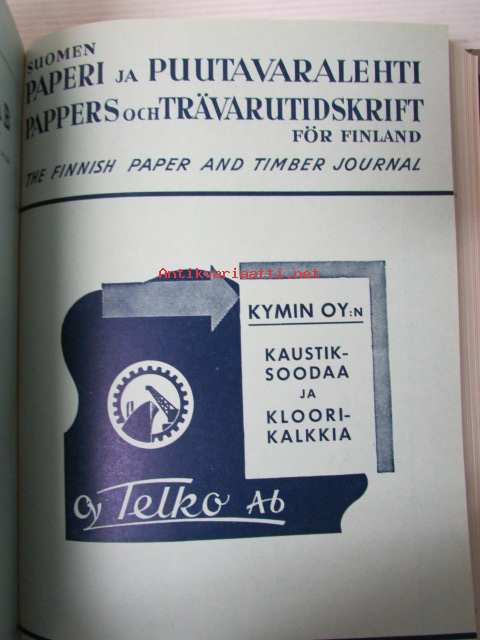 SUOMEN
PAPERI JA PUUTAVARALEHTI
PAPPERS OCH TRÄVARUTIDSKRIFT
FÖR FINLAND
THE FINNISH PAPER AND TIMBER JOURNAL
Antikvariaatti.net
KYMIN OY:N
KAUSTIK-
SOODAA
JA
KLOORI-
KALKKIA
Oy Telko Ab